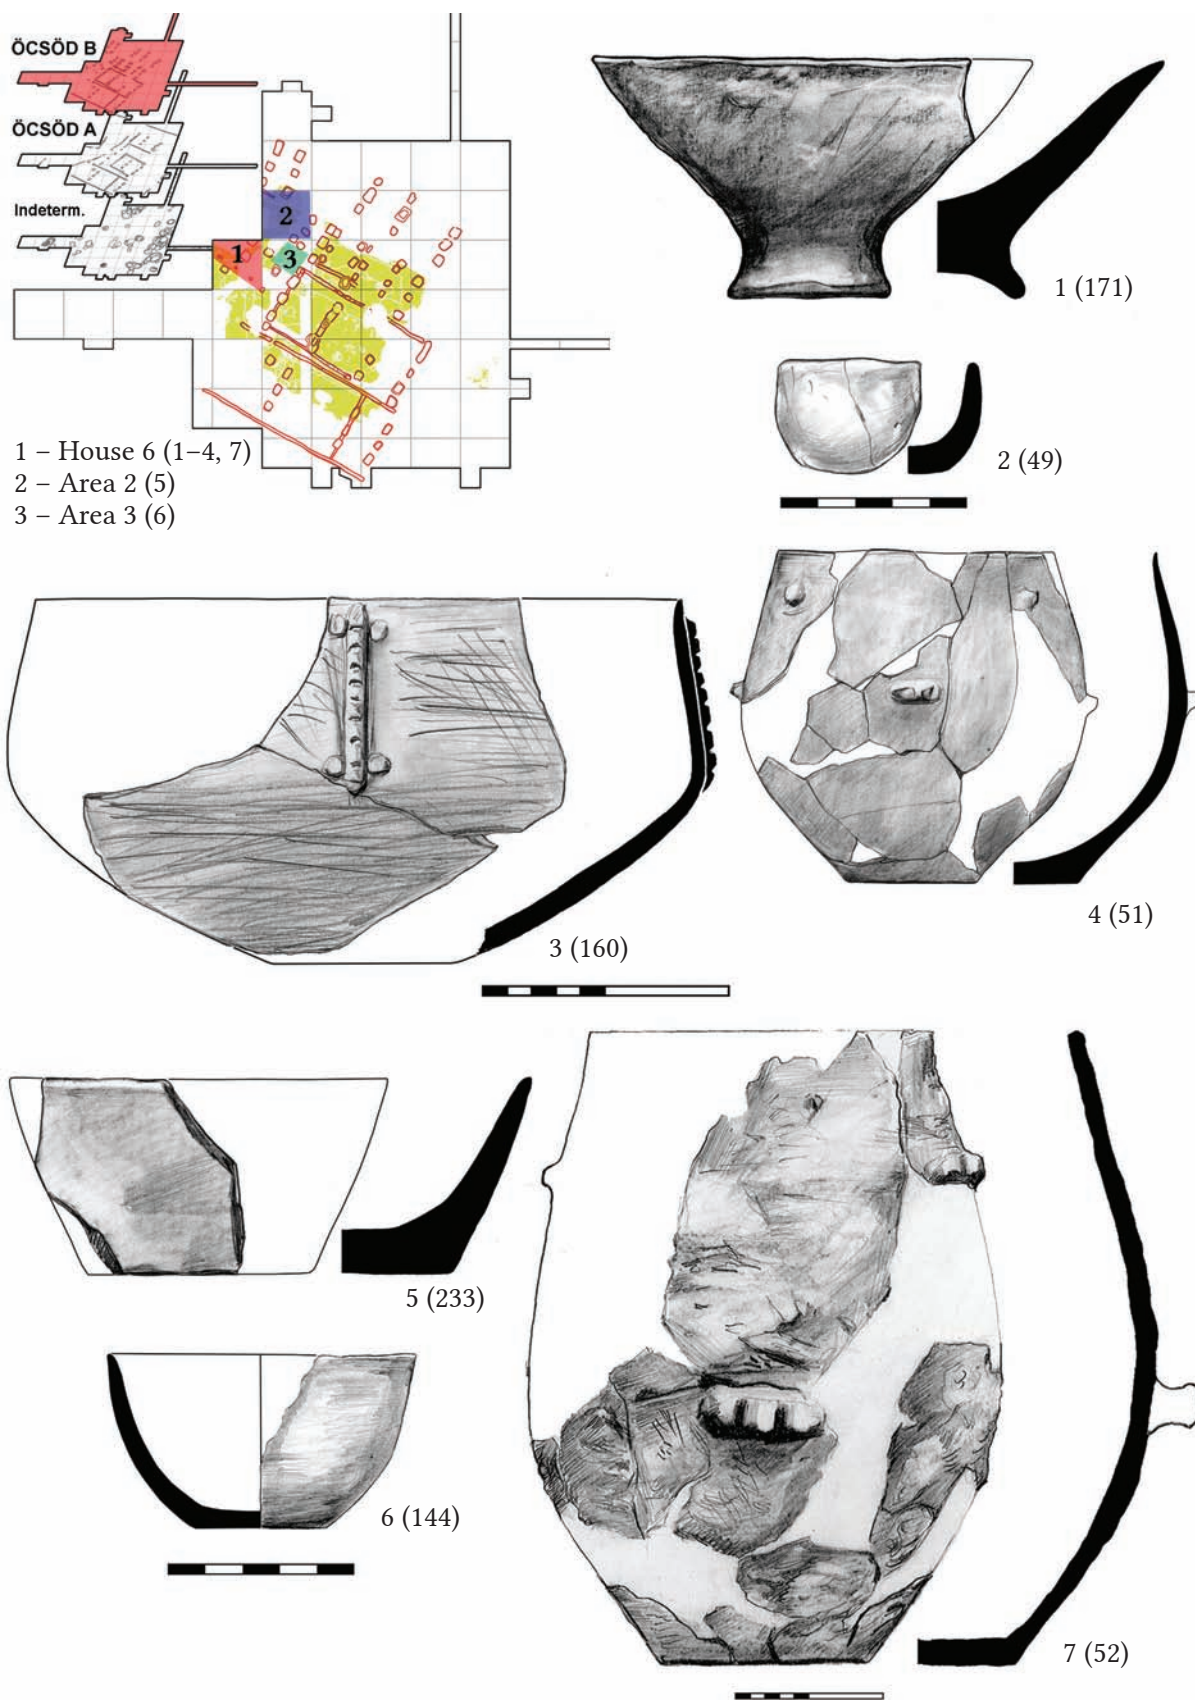 ÖCSÖD B
ÖCSÖD A
Indeterm.
2
1
3
1 – House 6 (1–4, 7)
2 – Area 2 (5)
3 – Area 3 (6)
1 (171)
2 (49)
3 (160)
4 (51)
5 (233)
6 (144)
7 (52)